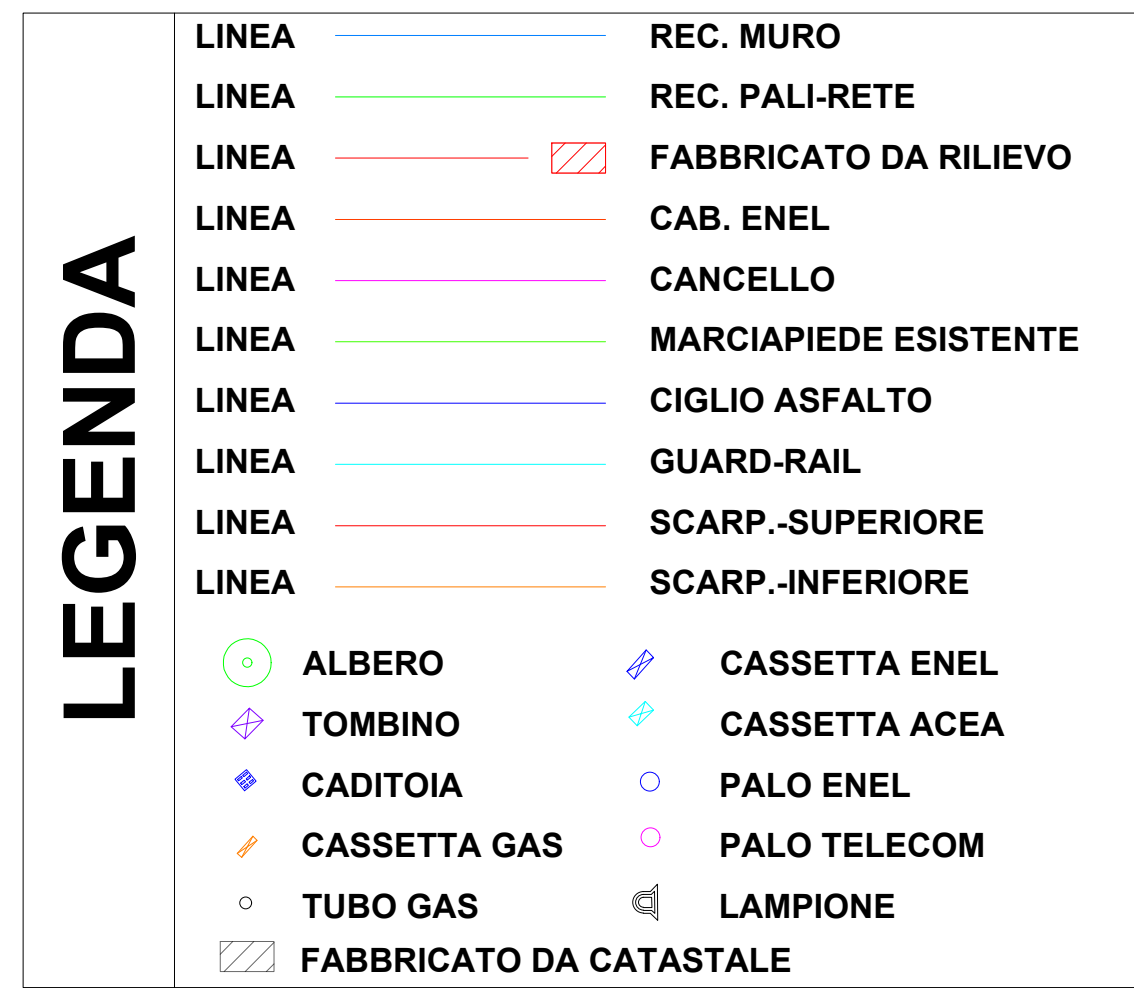 LEGENDA
LINEA REC. MURO
LINEA REC. PALI-RETE
LINEA FABBRICATO DA RILIEVO
LINEA CAB. ENEL
LINEA CANCELLO
LINEA MARCIAPIEDE ESISTENTE
LINEA CIGLIO ASFALTO
LINEA GUARD-RAIL
LINEA SCARP.-SUPERIORE
LINEA SCARP.-INFERIORE
ALBERO CASSETTA ENEL
TOMBINO CASSETTA ACEA
CADITOIA PALO ENEL
CASSETTA GAS PALO TELECOM
TUBO GAS LAMPIONE
FABBRICATO DA CATASTALE